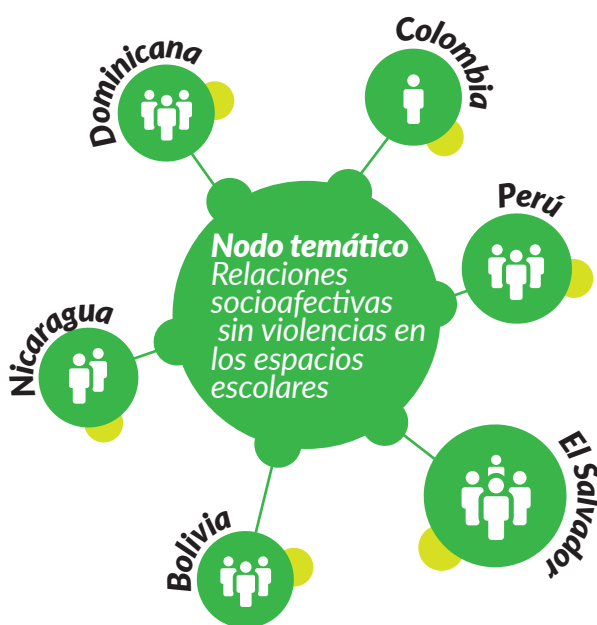 Dominicana
Colombia
Perú
Nodo temático
Relaciones
socioafectivas
sin violencias en
los espacios
escolares
Nicaragua
El Salvador
Bolivia